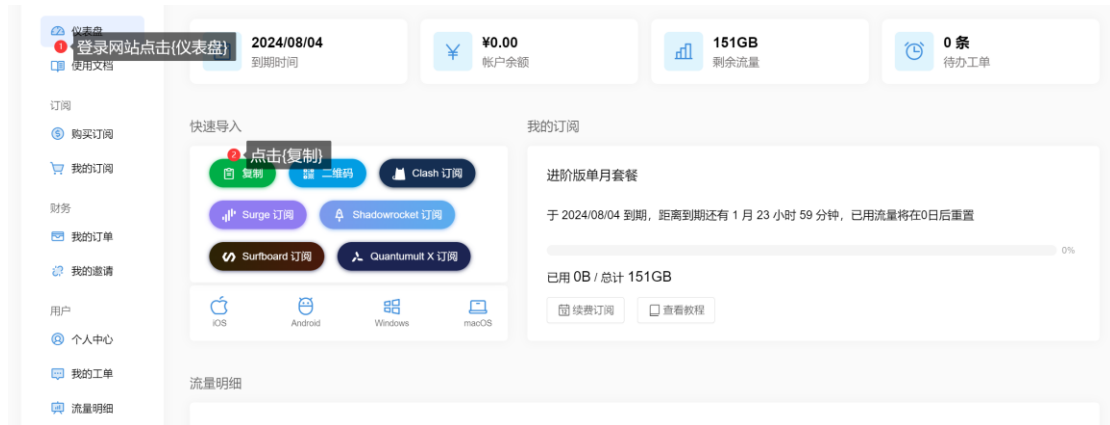 仪表盘
1 登录网站点击{仪表盘}
使用文档
订阅
购买订阅
我的订阅
财务
我的订单
我的邀请
用户
个人中心
我的工单
流量明细
2024/08/04
到期时间
¥0.00
帐户余额
151GB
剩余流量
0 条
待办工单
快速导入
2 点击{复制}
复制 二维码 Clash 订阅
Surge 订阅 Shadowrocket 订阅
Surfboard 订阅 Quantumult X 订阅
iOS Android Windows macOS
我的订阅
进阶版单月套餐
于 2024/08/04 到期，距离到期还有 1 月 23 小时 59 分钟，已用流量将在0日后重置
0%
已用 0B / 总计 151GB
续费订阅 查看教程
流量明细